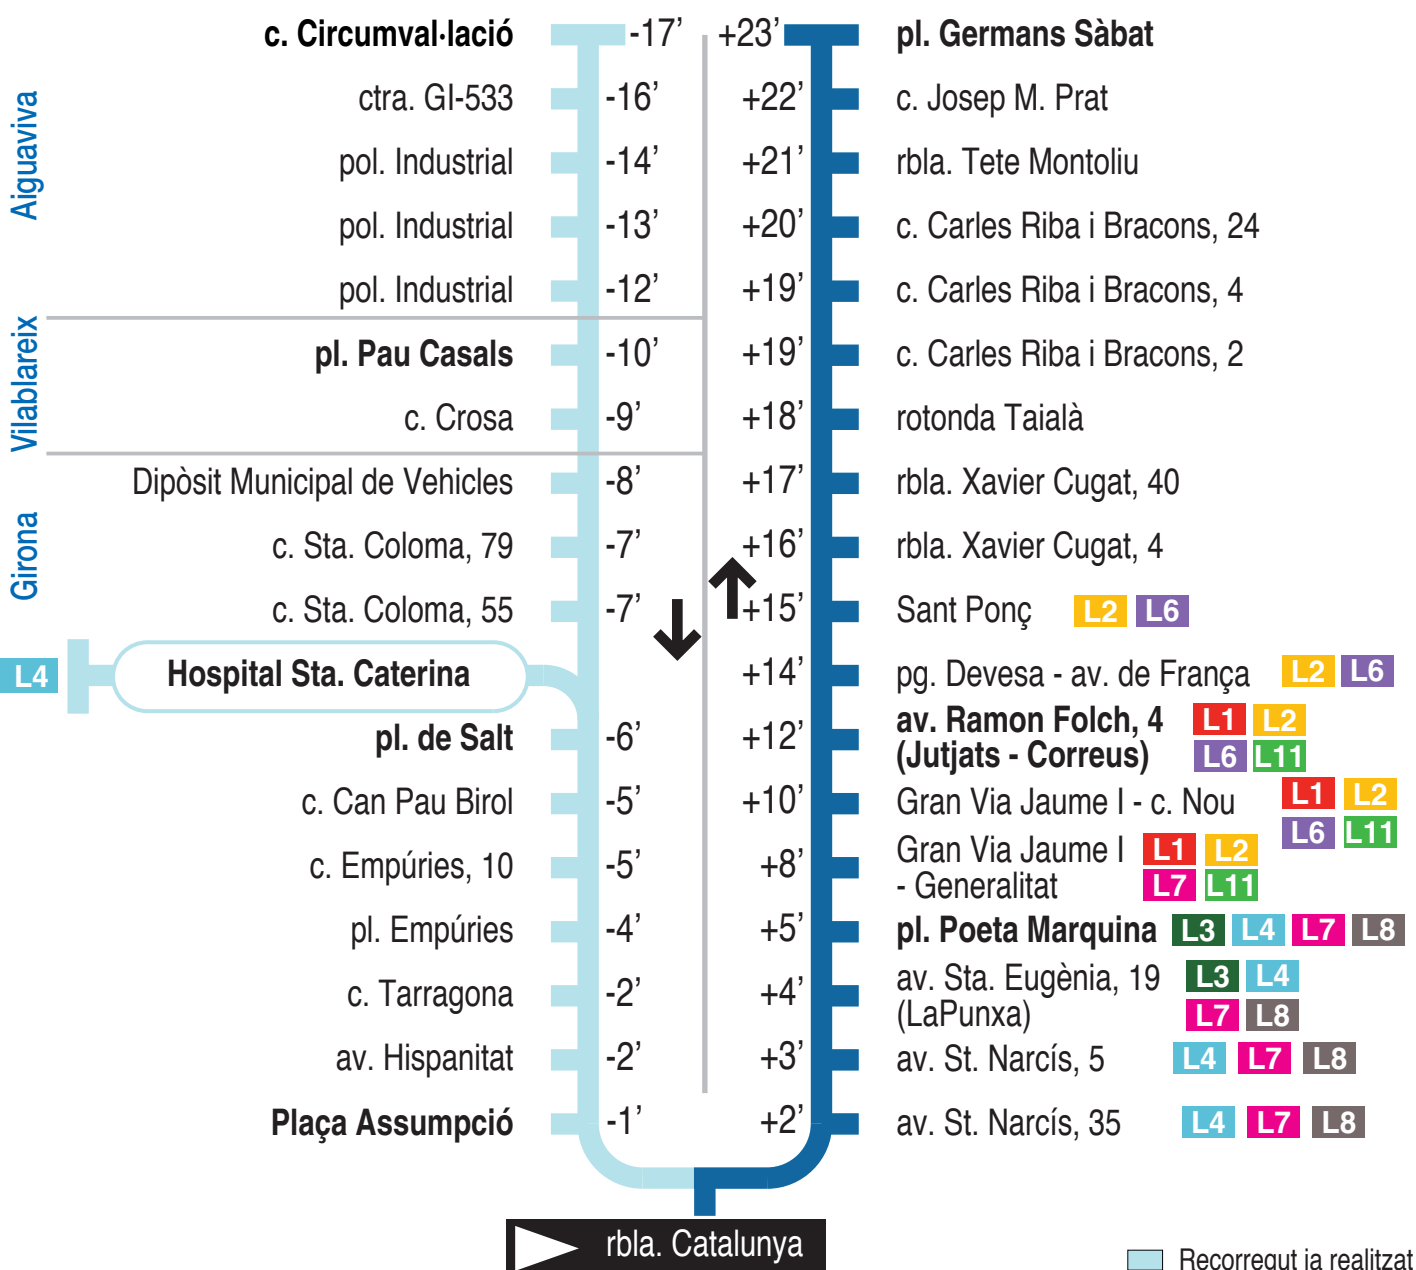 c. Circumval·lació -17’ +23’ pl. Germans Sàbat
ctra. GI-533 -16’ +22’ c. Josep M. Prat
Aiguaviva
pol. Industrial -14’ +21’ rbla. Tete Montoliu
pol. Industrial -13’ +20’ c. Carles Riba i Bracons, 24
pol. Industrial -12’ +19’ c. Carles Riba i Bracons, 4
Vilablareix
pl. Pau Casals -10’ +19’ c. Carles Riba i Bracons, 2
c. Crosa -9’ +18’ rotonda Taialà
Dipòsit Municipal de Vehicles -8’ +17’ rbla. Xavier Cugat, 40
Girona
c. Sta. Coloma, 79 -7’ +16’ rbla. Xavier Cugat, 4
c. Sta. Coloma, 55 -7’ +15’ Sant Ponç L2 L6
L4 Hospital Sta. Caterina +14’ pg. Devesa - av. de França L2 L6
pl. de Salt -6’ +12’ av. Ramon Folch, 4 L1 L2
(Jutjats - Correus) L6 L11
c. Can Pau Birol -5’ +10’ Gran Via Jaume I - c. Nou L1 L2
L6 L11
c. Empúries, 10 -5’ +8’ Gran Via Jaume I L1 L2
- Generalitat L7 L11
pl. Empúries -4’ +5’ pl. Poeta Marquina L3 L4 L7 L8
c. Tarragona -2’ +4’ av. Sta. Eugènia, 19 L3 L4
(LaPunxa) L7 L8
av. Hispanitat -2’ +3’ av. St. Narcís, 5 L4 L7 L8
Plaça Assumpció -1’ +2’ av. St. Narcís, 35 L4 L7 L8
rbla. Catalunya
Recorregut ja realitzat